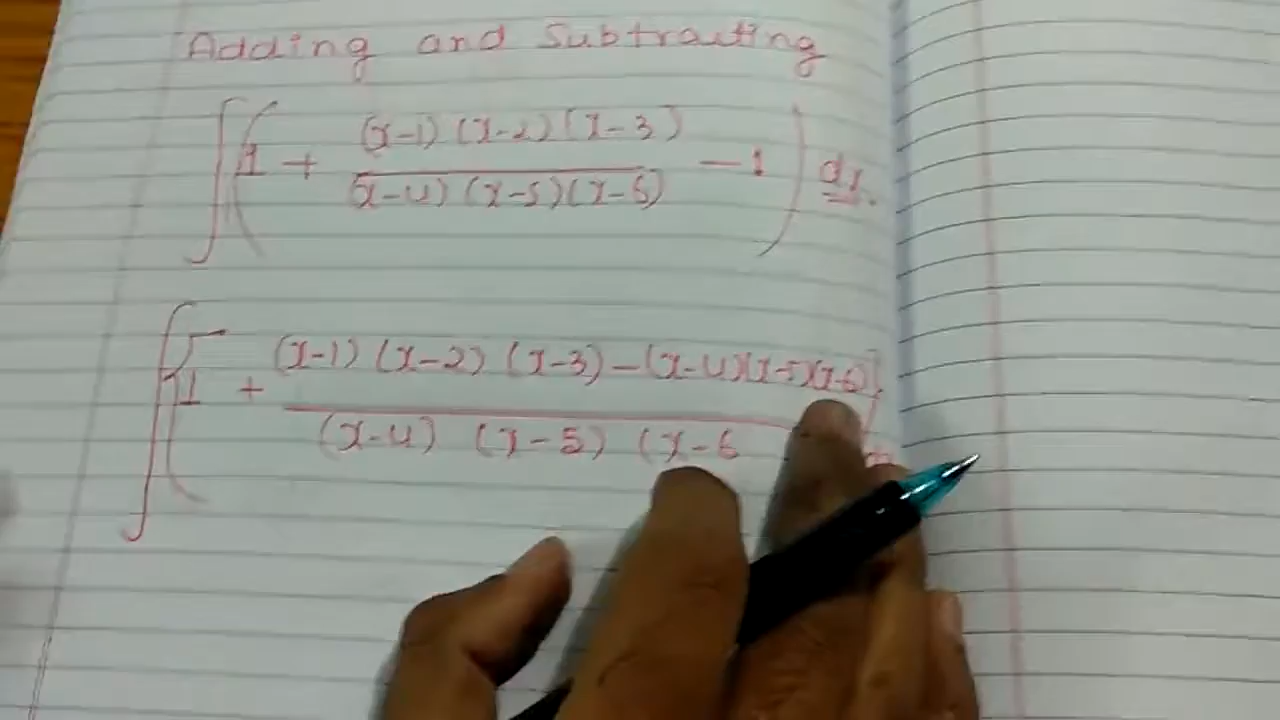 Adding and Subtracting
∫(1 + (x-1) (x-2) (x-3) / (x-4) (x-5)(x-6) - 1) dx.
∫(1 + (x-1) (x-2) (x-3) - (x-4)(x-5)(x-6) / (x-4) (x-5) (x-6